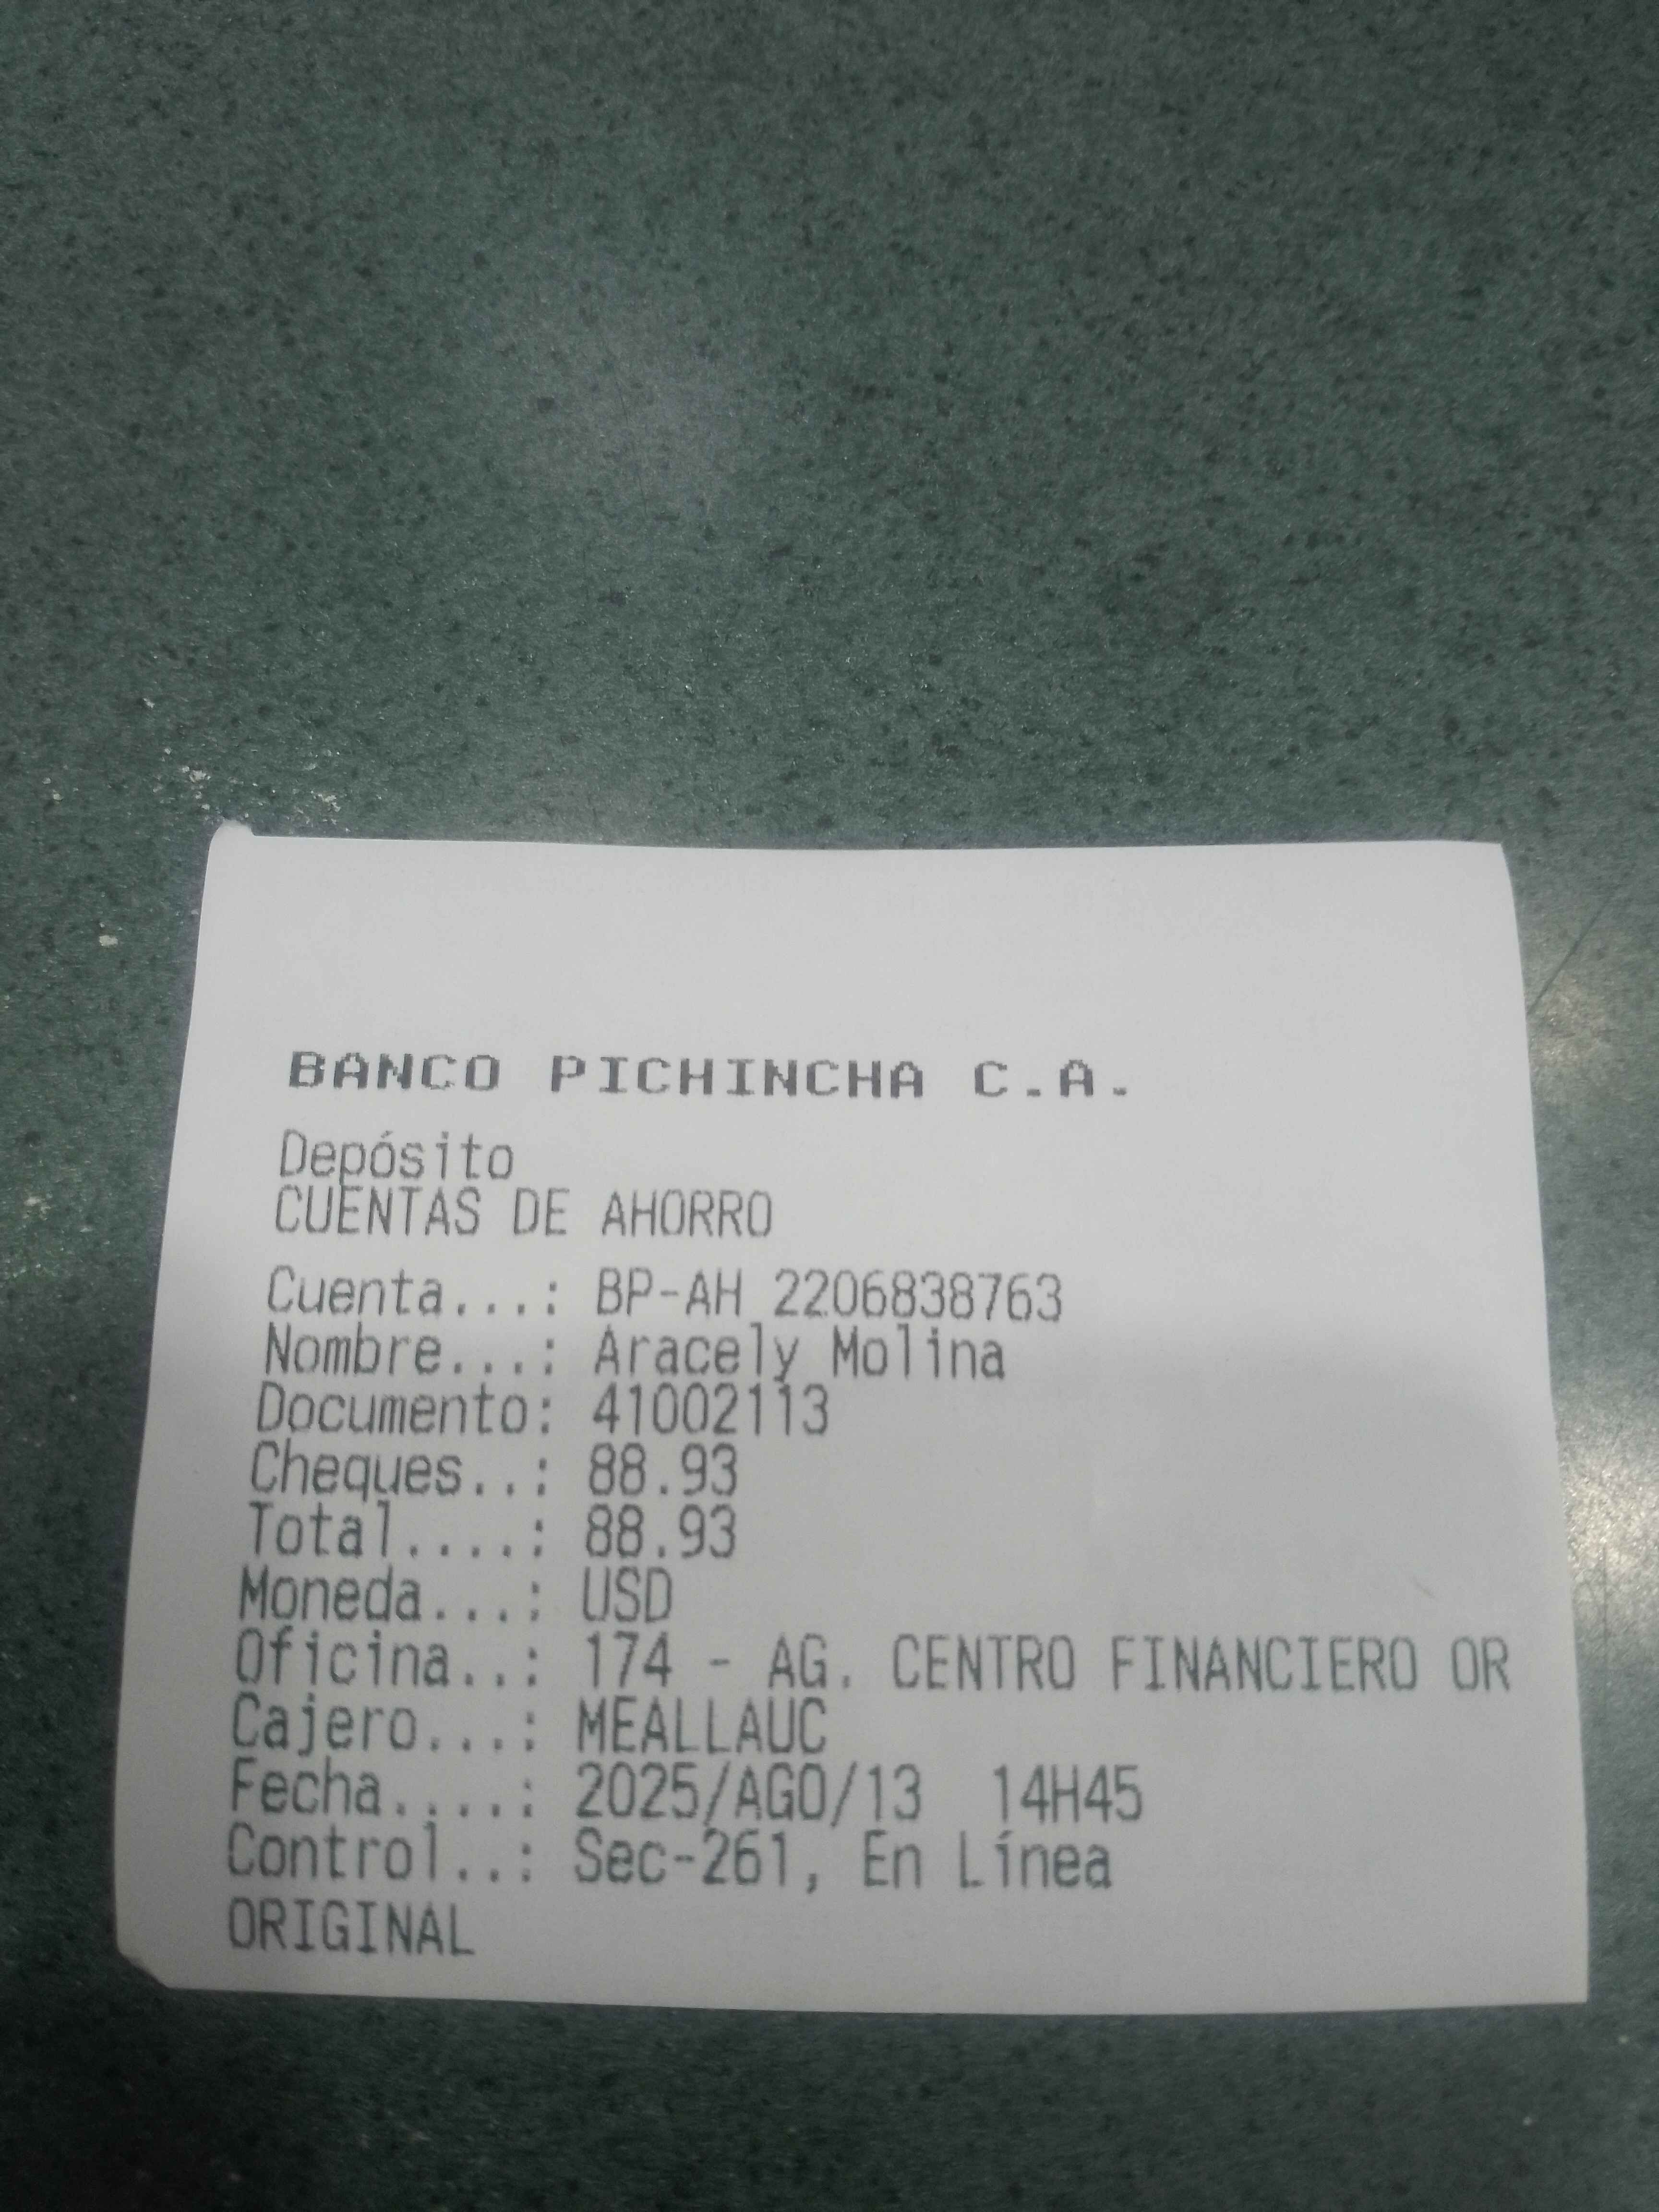 BANCO PICHINCHA C.A.
Depósito
CUENTAS DE AHORRO
Cuenta...: BP-AH 2206838763
Nombre...: Aracely Molina
Documento: 41002113
Cheques..: 88.93
Total....: 88.93
Moneda...: USD
Oficina..: 174 - AG. CENTRO FINANCIERO OR
Cajero...: MEALLAUC
Fecha....: 2025/AGO/13 14H45
Control..: Sec-261, En Línea
ORIGINAL